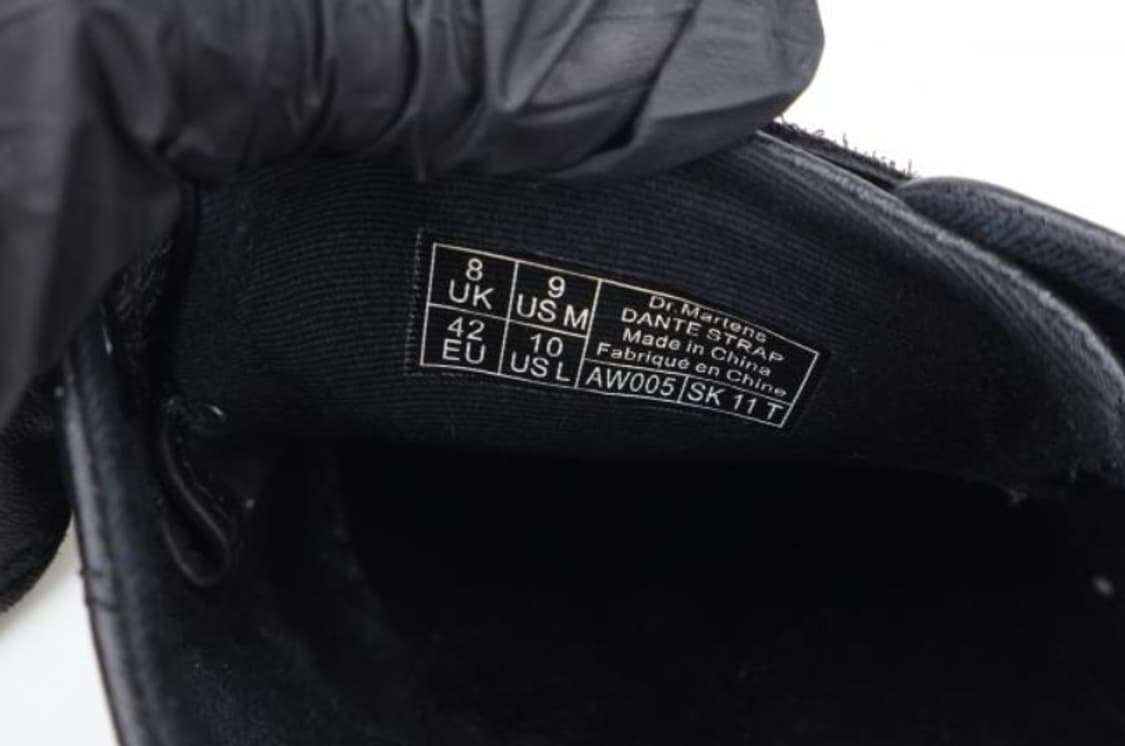 8
UK
9
US M
42
EU
10
US L
Dr.Martens
DANTE STRAP
Made in China
Fabriqué en Chine
AW005
SK 11 T